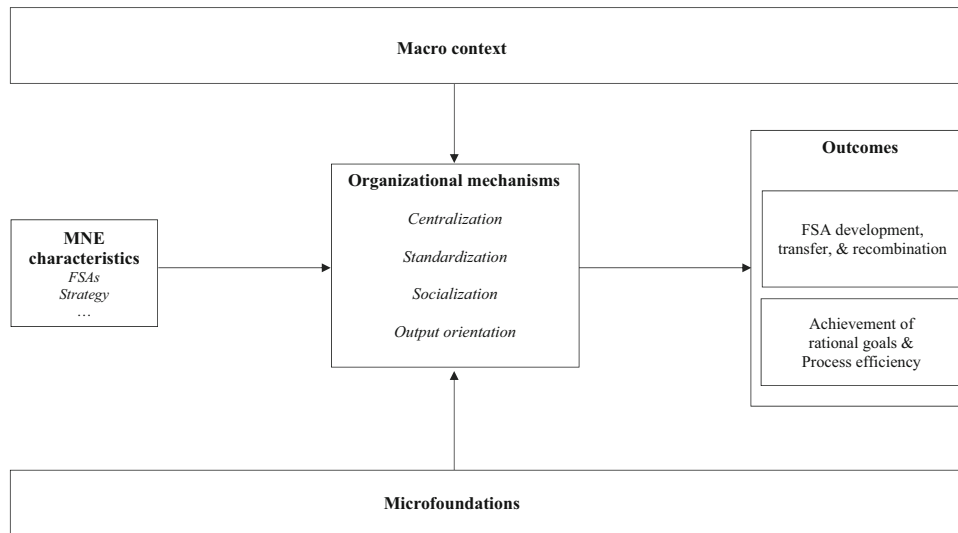 Macro context
Outcomes
Organizational mechanisms
Centralization
Standardization
Socialization
Output orientation
MNE
characteristics
FSAs
Strategy
…
FSA development,
transfer, & recombination
Achievement of
rational goals &
Process efficiency
Microfoundations